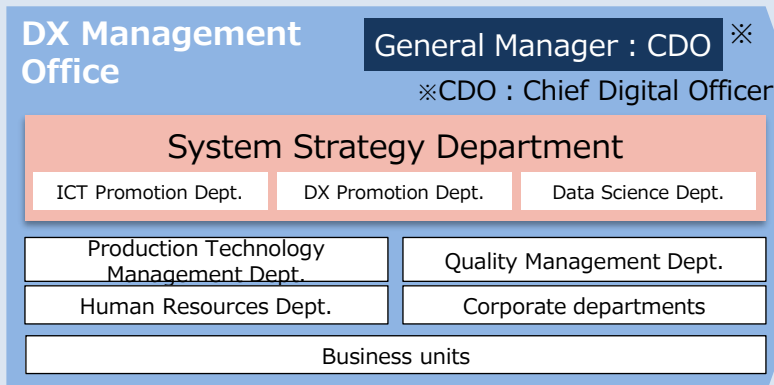 DX Management
Office
General Manager : CDO ※
※CDO : Chief Digital Officer
System Strategy Department
ICT Promotion Dept.
DX Promotion Dept.
Data Science Dept.
Production Technology
Management Dept.
Quality Management Dept.
Human Resources Dept.
Corporate departments
Business units